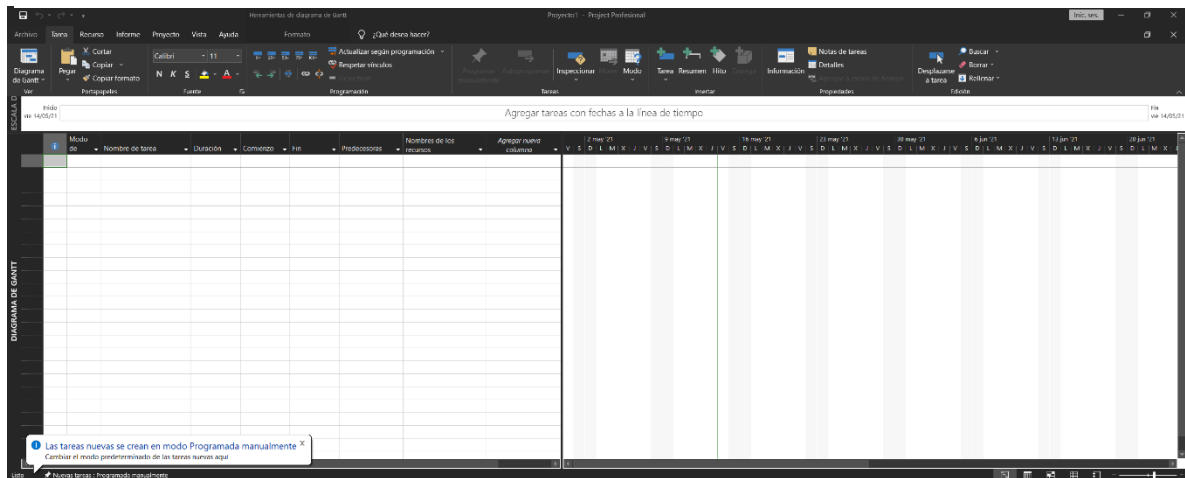 Herramientas de diagrama de Gantt
Proyecto1 - Project Profesional
Inic. ses.
Archivo Tarea Recurso Informe Proyecto Vista Ayuda Formato ¿Qué desea hacer?
Diagrama de Gantt
Ver
Pegar
Cortar
Copiar
Copiar formato
Portapapeles
Calibri 11
N K S A
Fuente
Actualizar según programación
Respetar vínculos
Programación
Inspeccionar
Mover
Modo
Tareas
Tarea Resumen Hito
Insertar
Información
Notas de tareas
Detalles
Propiedades
Desplazarse a tarea
Buscar
Borrar
Rellenar
Edición
ESCALA D
Inicio
vie 14/05/21
Agregar tareas con fechas a la línea de tiempo
Fin
vie 14/05/21
Modo de
Nombre de tarea
Duración
Comienzo
Fin
Predecesoras
Nombres de los recursos
Agregar nueva columna
2 may '21 9 may '21 16 may '21 23 may '21 30 may '21 6 jun '21 13 jun '21 20 jun '21
V S D L M X J V S D L M X J V S D L M X J V S D L M X J V S D L M X J V S D L M X J V S D L M X J V S D L M X J
DIAGRAMA DE GANTT
Las tareas nuevas se crean en modo Programada manualmente X
Cambiar el modo predeterminado de las tareas nuevas aquí
Listo
Nuevas tareas : Programada manualmente